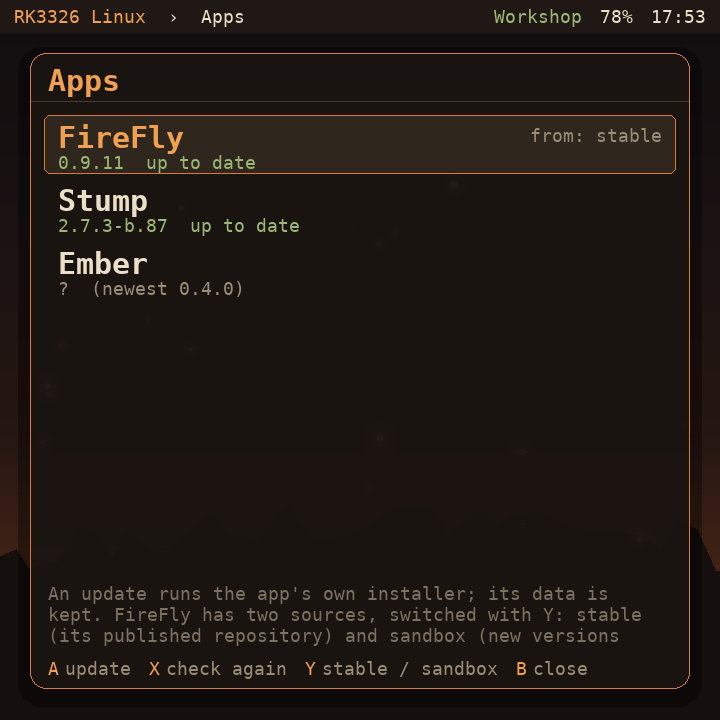 RK3326 Linux › Apps Workshop 78% 17:53
Apps
FireFly from: stable
0.9.11 up to date
Stump
2.7.3-b.87 up to date
Ember
? (newest 0.4.0)
An update runs the app's own installer; its data is
kept. FireFly has two sources, switched with Y: stable
(its published repository) and sandbox (new versions
A update X check again Y stable / sandbox B close